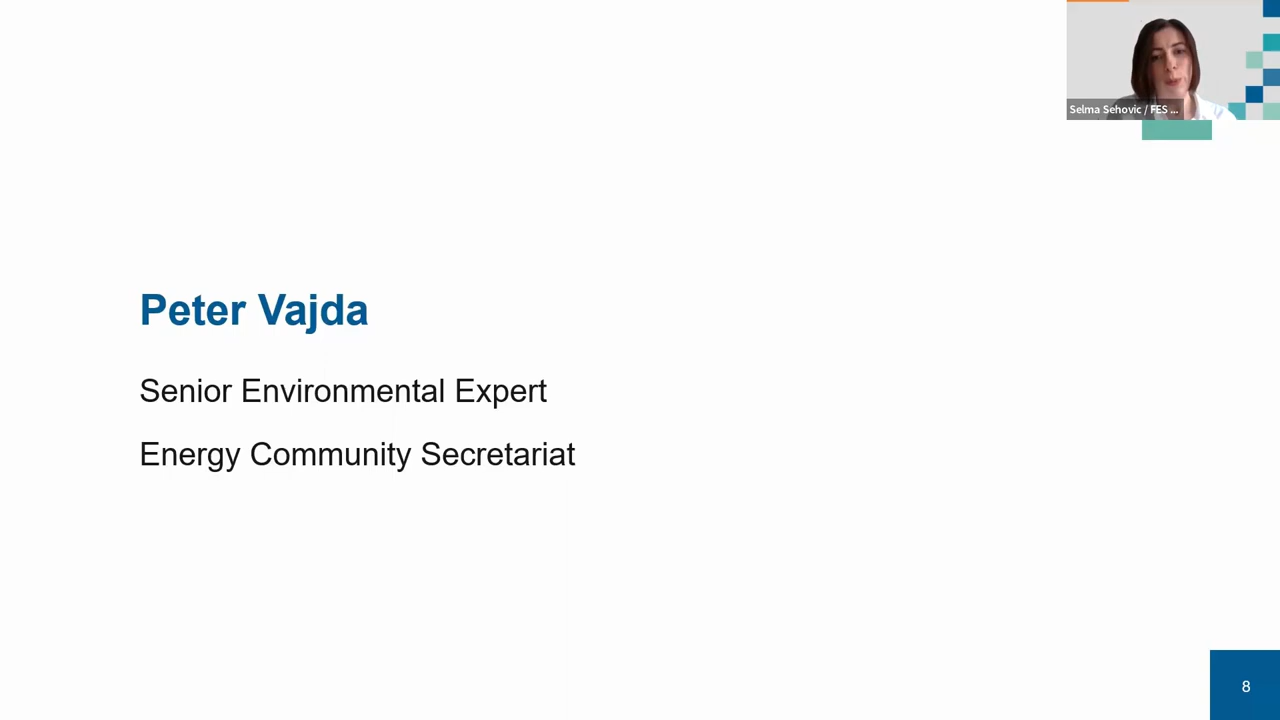 Selma Sehovic / FES ...
Peter Vajda
Senior Environmental Expert
Energy Community Secretariat
8